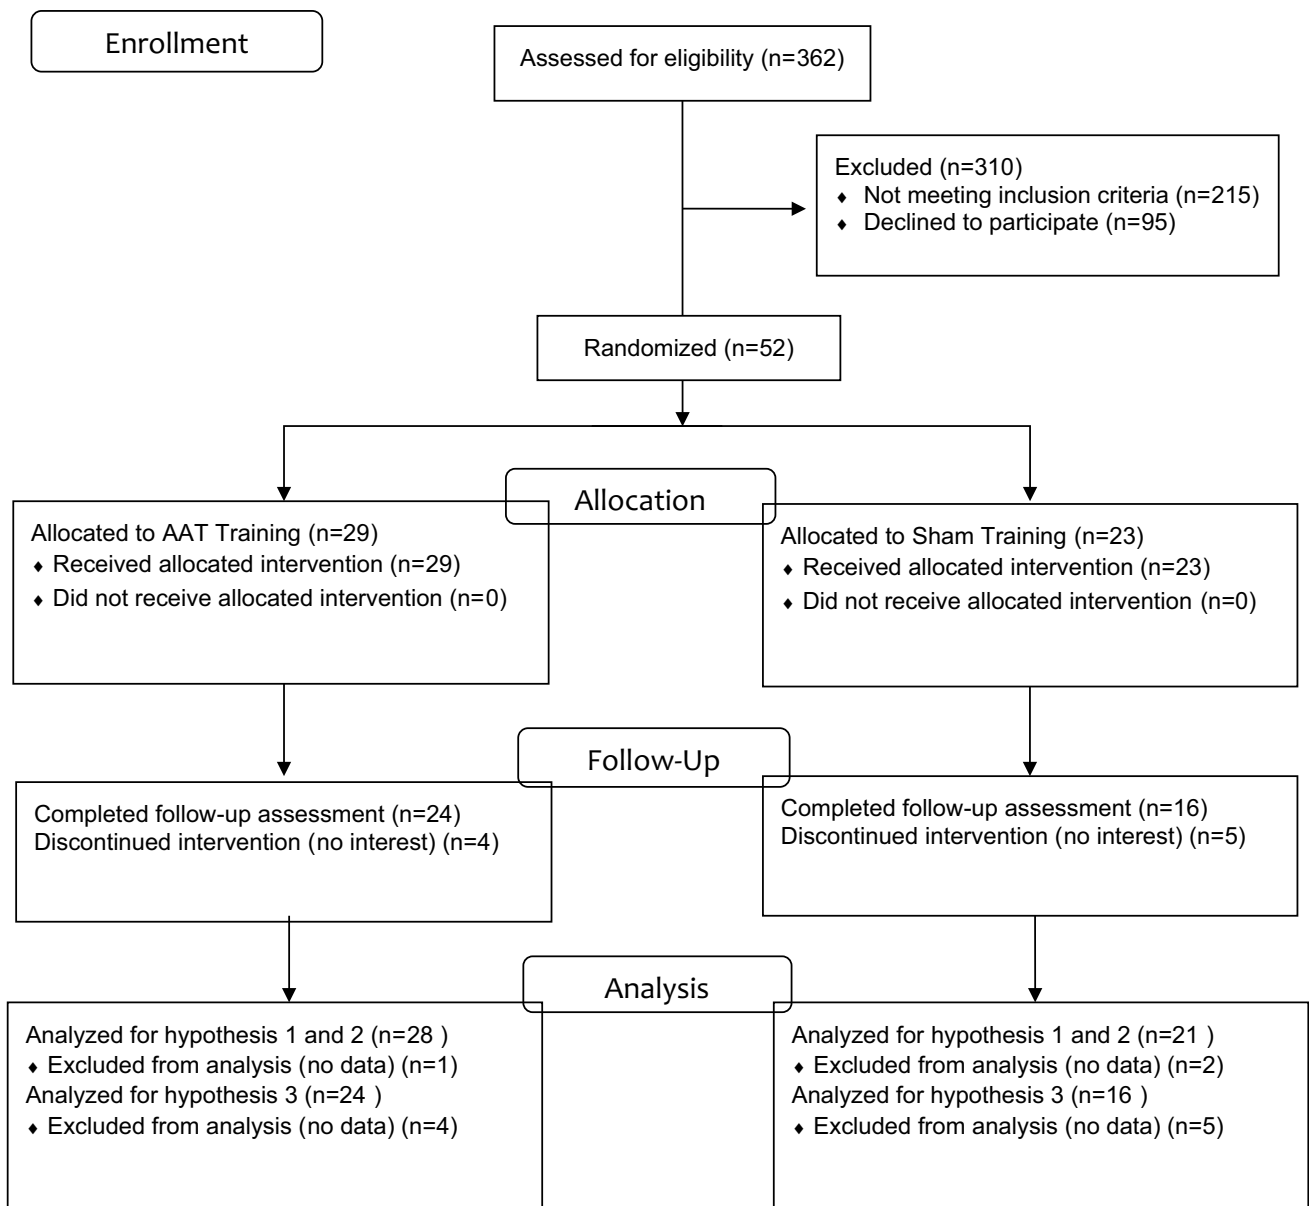 Enrollment
Assessed for eligibility (n=362)
Excluded (n=310)
♦ Not meeting inclusion criteria (n=215)
♦ Declined to participate (n=95)
Randomized (n=52)
Allocation
Allocated to AAT Training (n=29)
♦ Received allocated intervention (n=29)
♦ Did not receive allocated intervention (n=0)
Allocated to Sham Training (n=23)
♦ Received allocated intervention (n=23)
♦ Did not receive allocated intervention (n=0)
Follow-Up
Completed follow-up assessment (n=24)
Discontinued intervention (no interest) (n=4)
Completed follow-up assessment (n=16)
Discontinued intervention (no interest) (n=5)
Analysis
Analyzed for hypothesis 1 and 2 (n=28 )
♦ Excluded from analysis (no data) (n=1)
Analyzed for hypothesis 3 (n=24 )
♦ Excluded from analysis (no data) (n=4)
Analyzed for hypothesis 1 and 2 (n=21 )
♦ Excluded from analysis (no data) (n=2)
Analyzed for hypothesis 3 (n=16 )
♦ Excluded from analysis (no data) (n=5)